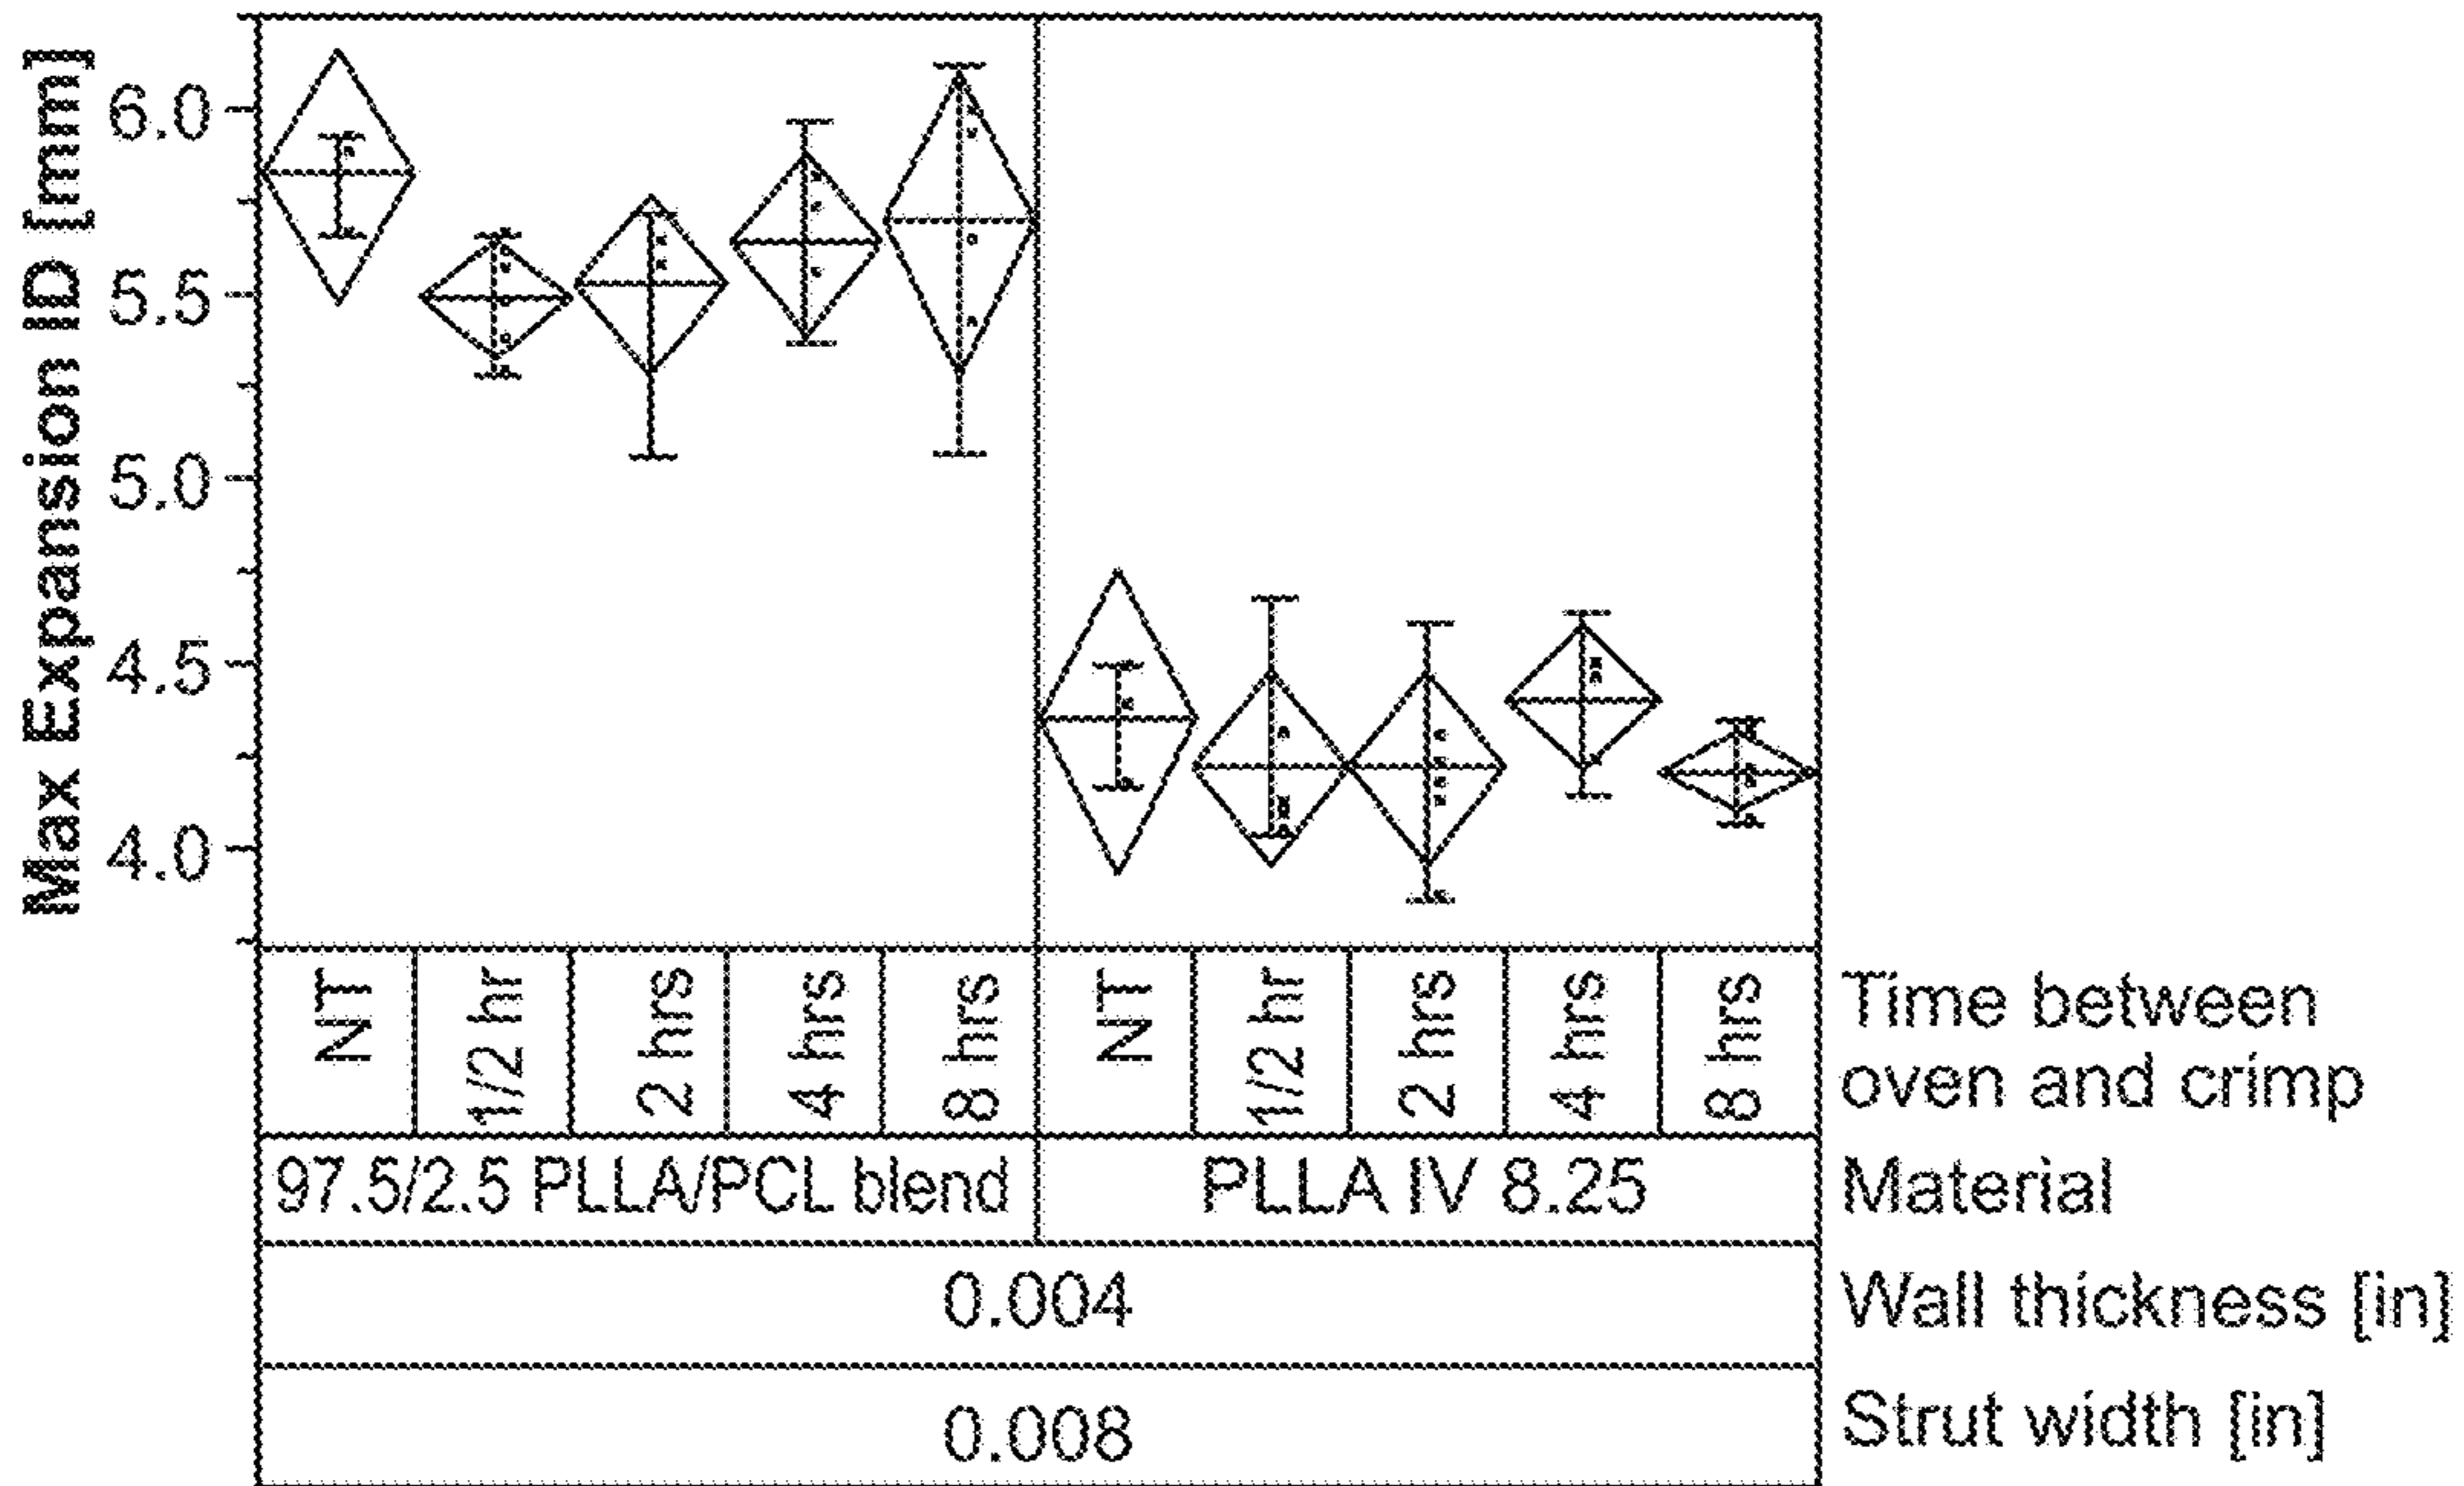 Max Expansion ID [mm]
6.0
5.5
5.0
4.5
4.0
NT 1/2 hr 2 hrs 4 hrs 8 hrs NT 1/2 hr 2 hrs 4 hrs 8 hrs
Time between
oven and crimp
97.5/2.5 PLLA/PCL blend PLLA IV 8.25 Material
0.004 Wall thickness [in]
0.008 Strut width [in]